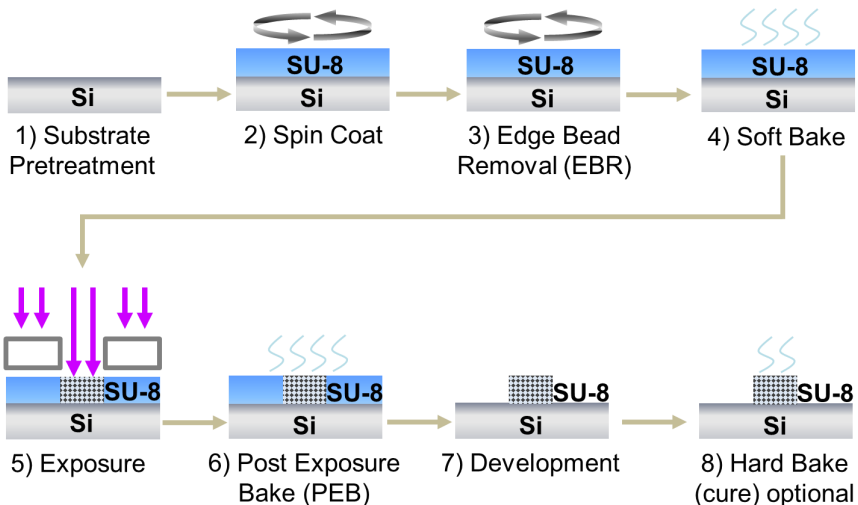 Si
1) Substrate
Pretreatment
SU-8
Si
2) Spin Coat
SU-8
Si
3) Edge Bead
Removal (EBR)
SU-8
Si
4) Soft Bake
SU-8
Si
5) Exposure
SU-8
Si
6) Post Exposure
Bake (PEB)
SU-8
Si
7) Development
SU-8
Si
8) Hard Bake
(cure) optional